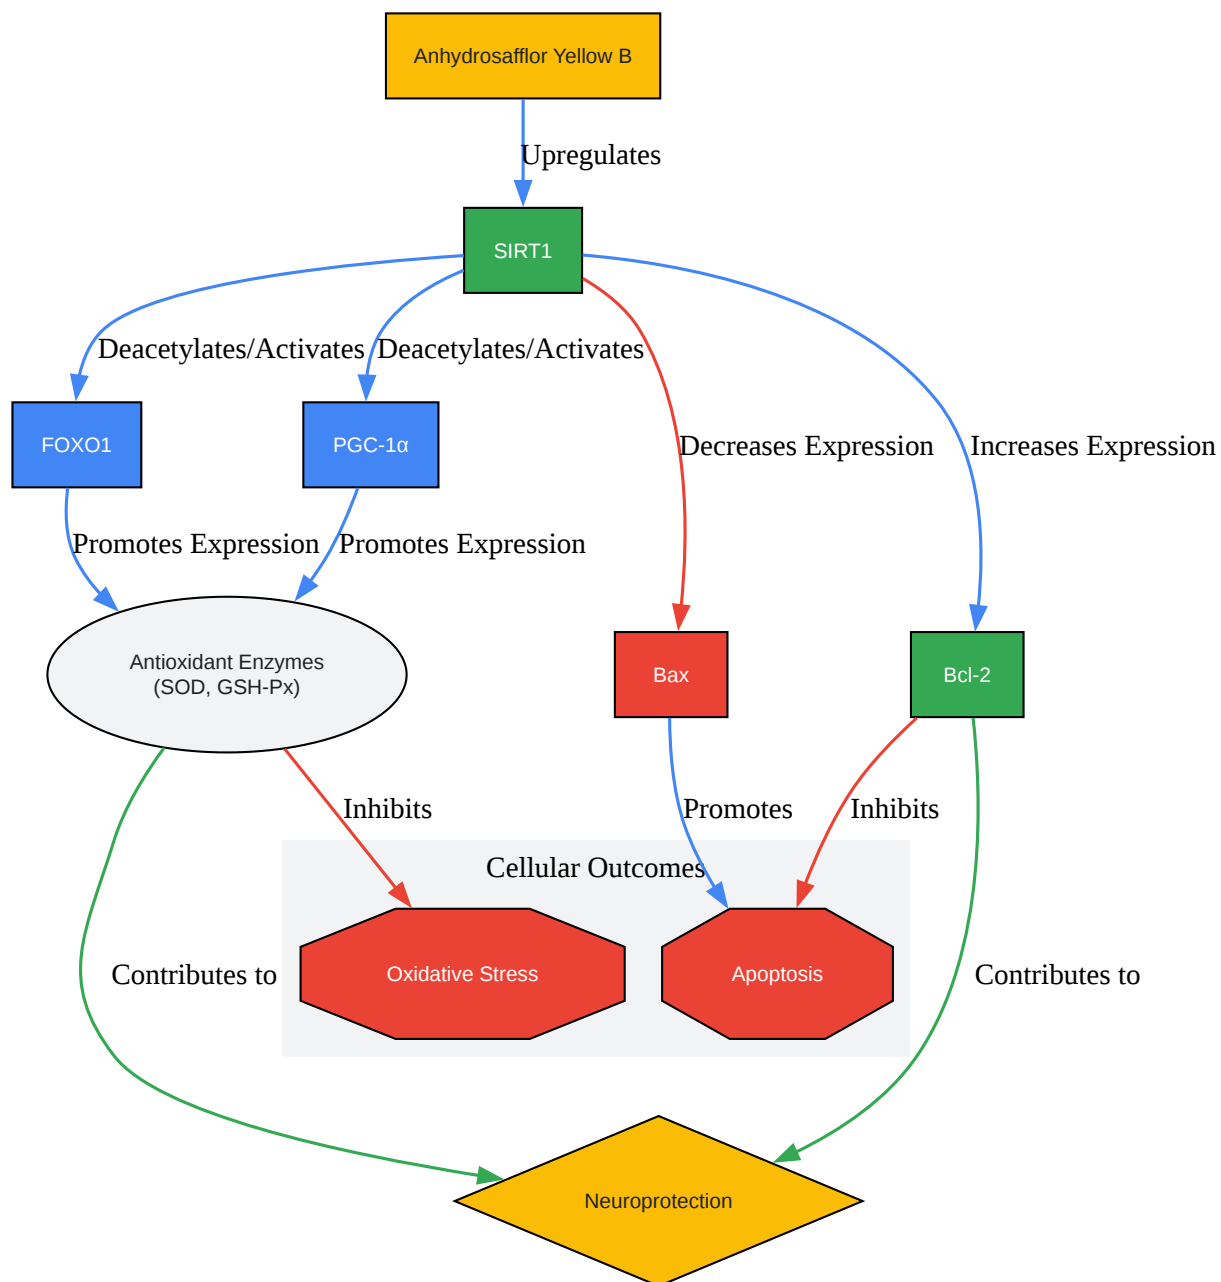 Anhydrosafflor Yellow B
Upregulates
SIRT1
Deacetylates/Activates
Deacetylates/Activates
FOXO1
PGC-1α
Decreases Expression
Increases Expression
Promotes Expression
Promotes Expression
Antioxidant Enzymes
(SOD, GSH-Px)
Bax
Bcl-2
Inhibits
Promotes
Inhibits
Cellular Outcomes
Contributes to
Oxidative Stress
Apoptosis
Contributes to
Neuroprotection